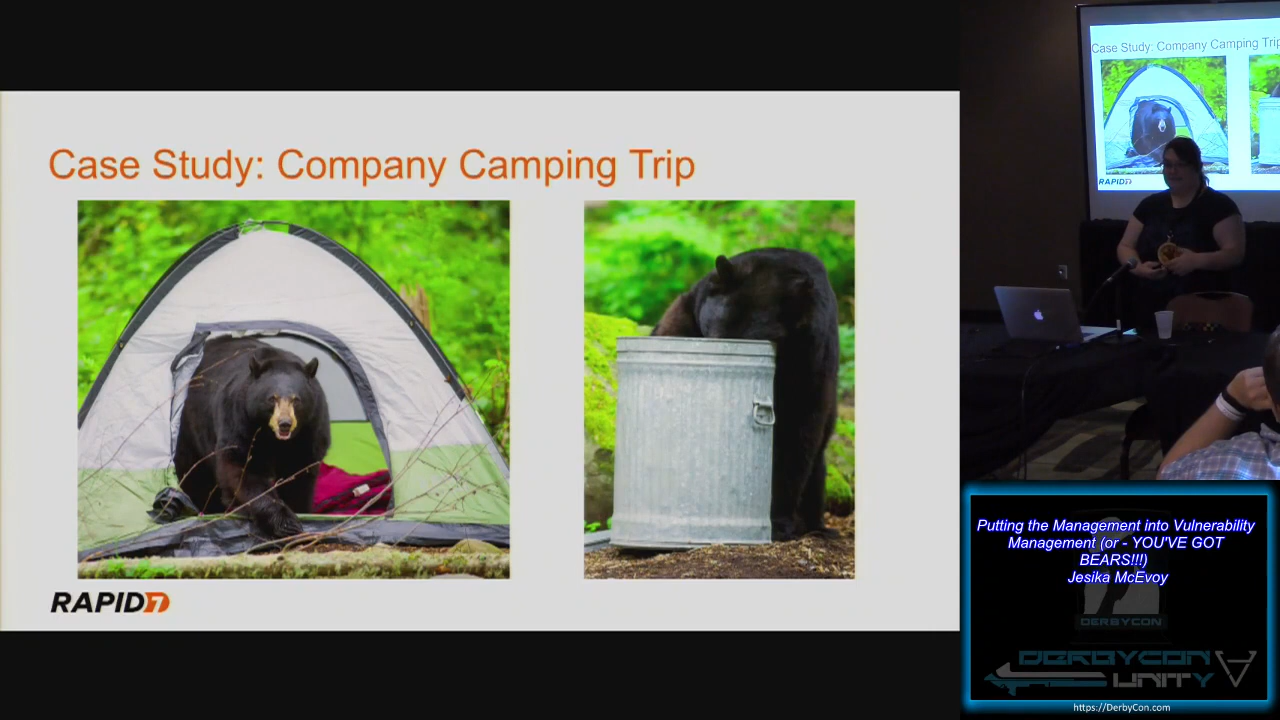 Case Study: Company Camping Trip
RAPID7
Case Study: Company Camping Trip
RAPID7
Putting the Management into Vulnerability
Management (or - YOU'VE GOT
BEARS!!!)
Jesika McEvoy
DERBYCON
DERBYCON
UNITY
https://DerbyCon.com